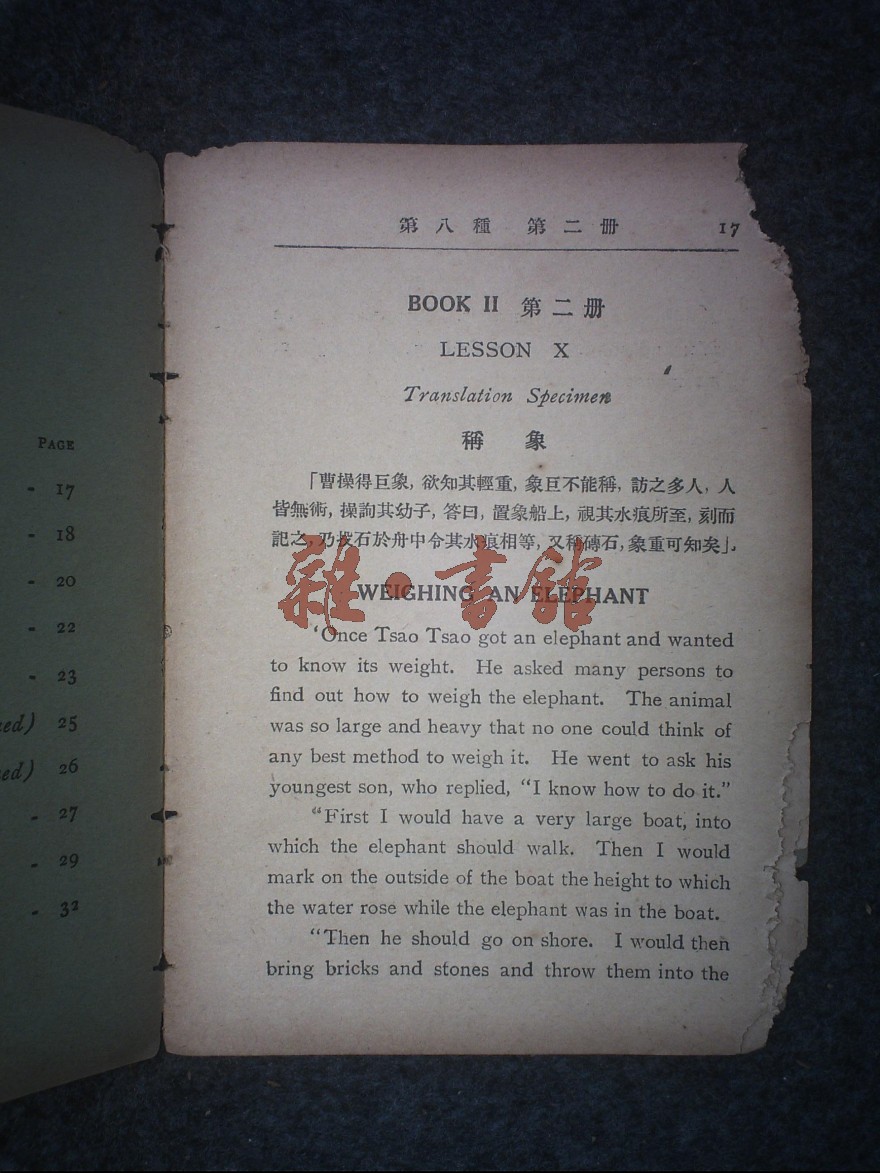 PAGE
- 17
- 18
- 20
- 22
- 23
ed) 25
ed) 26
- 27
- 29
- 32
第八種 第二册 17
BOOK II 第二册
LESSON X
Translation Specimen
稱 象
「曹操得巨象, 欲知其輕重, 象巨不能稱, 訪之多人, 人
皆無術, 操詢其幼子, 答曰, 置象船上, 視其水痕所至, 刻而
記之, 乃投石於舟中令其水痕相等, 又稱磚石, 象重可知矣」.
雜·書館
WEIGHING AN ELEPHANT
'Once Tsao Tsao got an elephant and wanted
to know its weight. He asked many persons to
find out how to weigh the elephant. The animal
was so large and heavy that no one could think of
any best method to weigh it. He went to ask his
youngest son, who replied, "I know how to do it."
"First I would have a very large boat, into
which the elephant should walk. Then I would
mark on the outside of the boat the height to which
the water rose while the elephant was in the boat.
"Then he should go on shore. I would then
bring bricks and stones and throw them into the